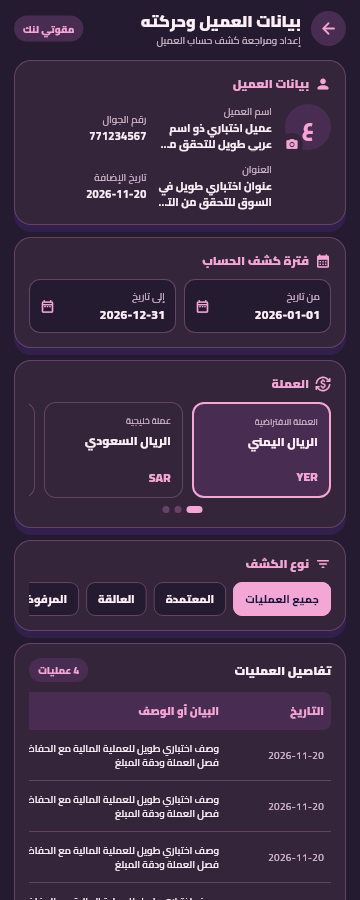 بيانات العميل وحركته
إعداد ومراجعة كشف حساب العميل
مقوتي لنك
بيانات العميل
ع
اسم العميل
عميل اختباري ذو اسم
عربي طويل للتحقق م...
رقم الجوال
771234567
العنوان
عنوان اختباري طويل في
السوق للتحقق من الت...
تاريخ الإضافة
2026-11-20
فترة كشف الحساب
من تاريخ
2026-01-01
إلى تاريخ
2026-12-31
العملة
العملة الافتراضية
الريال اليمني
YER
عملة خليجية
الريال السعودي
SAR
نوع الكشف
جميع العمليات
المعتمدة
العالقة
المرفوض
تفاصيل العمليات
4 عمليات
التاريخ
البيان أو الوصف
2026-11-20
وصف اختباري طويل للعملية المالية مع الحفاظ
فصل العملة ودقة المبلغ
2026-11-20
وصف اختباري طويل للعملية المالية مع الحفاظ
فصل العملة ودقة المبلغ
2026-11-20
وصف اختباري طويل للعملية المالية مع الحفاظ
فصل العملة ودقة المبلغ